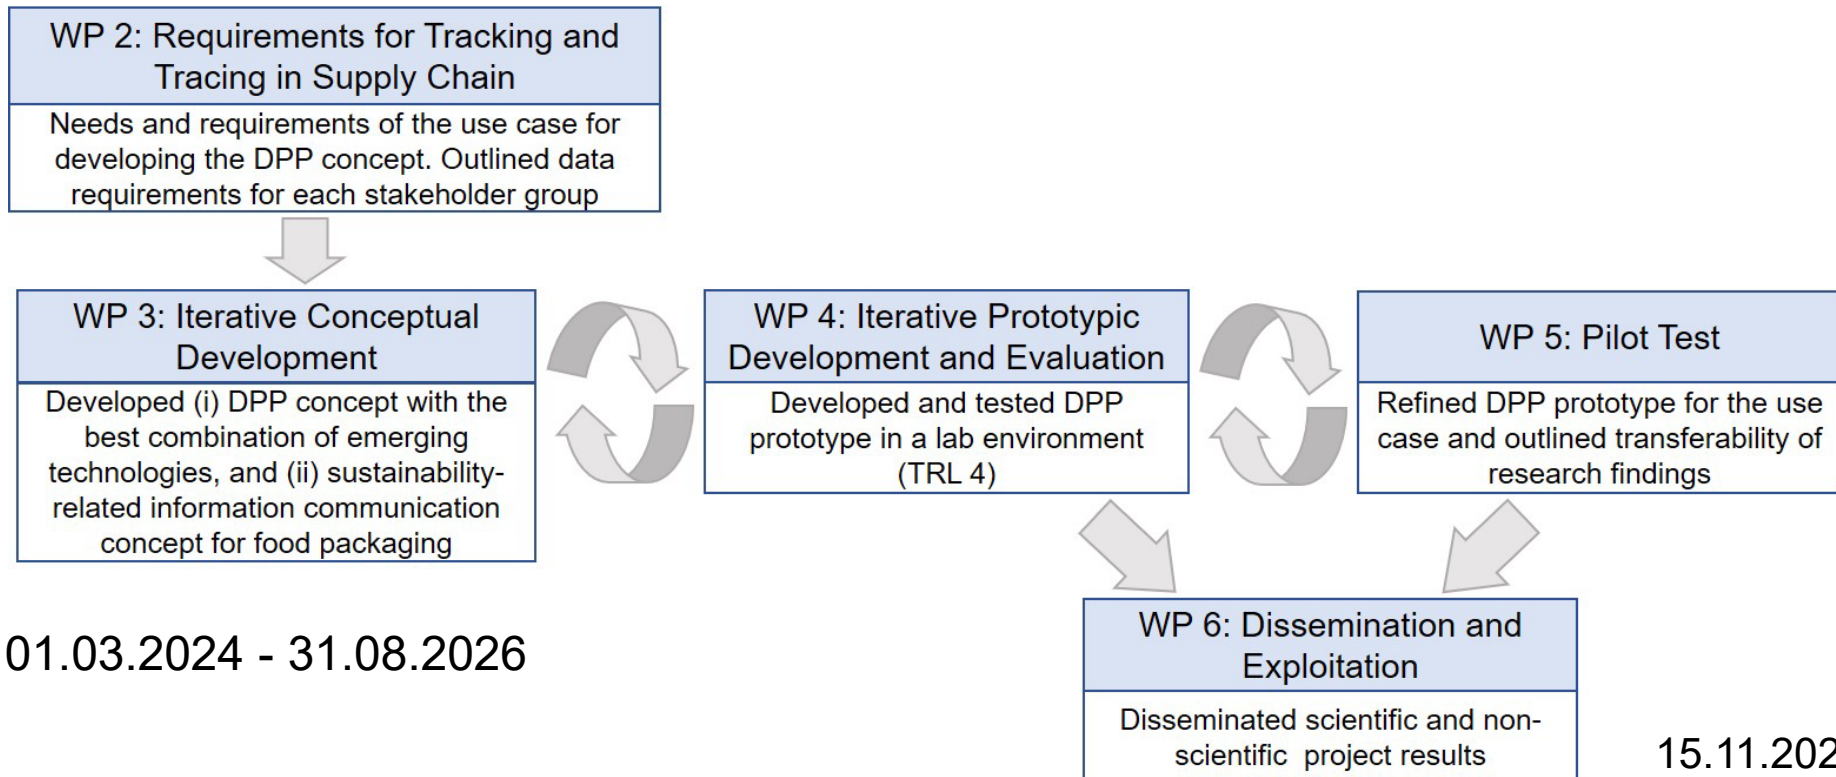 WP 2: Requirements for Tracking and
Tracing in Supply Chain
Needs and requirements of the use case for
developing the DPP concept. Outlined data
requirements for each stakeholder group
WP 3: Iterative Conceptual
Development
Developed (i) DPP concept with the
best combination of emerging
technologies, and (ii) sustainability-
related information communication
concept for food packaging
WP 4: Iterative Prototypic
Development and Evaluation
Developed and tested DPP
prototype in a lab environment
(TRL 4)
WP 5: Pilot Test
Refined DPP prototype for the use
case and outlined transferability of
research findings
WP 6: Dissemination and
Exploitation
Disseminated scientific and non-
scientific project results
01.03.2024 - 31.08.2026
15.11.202